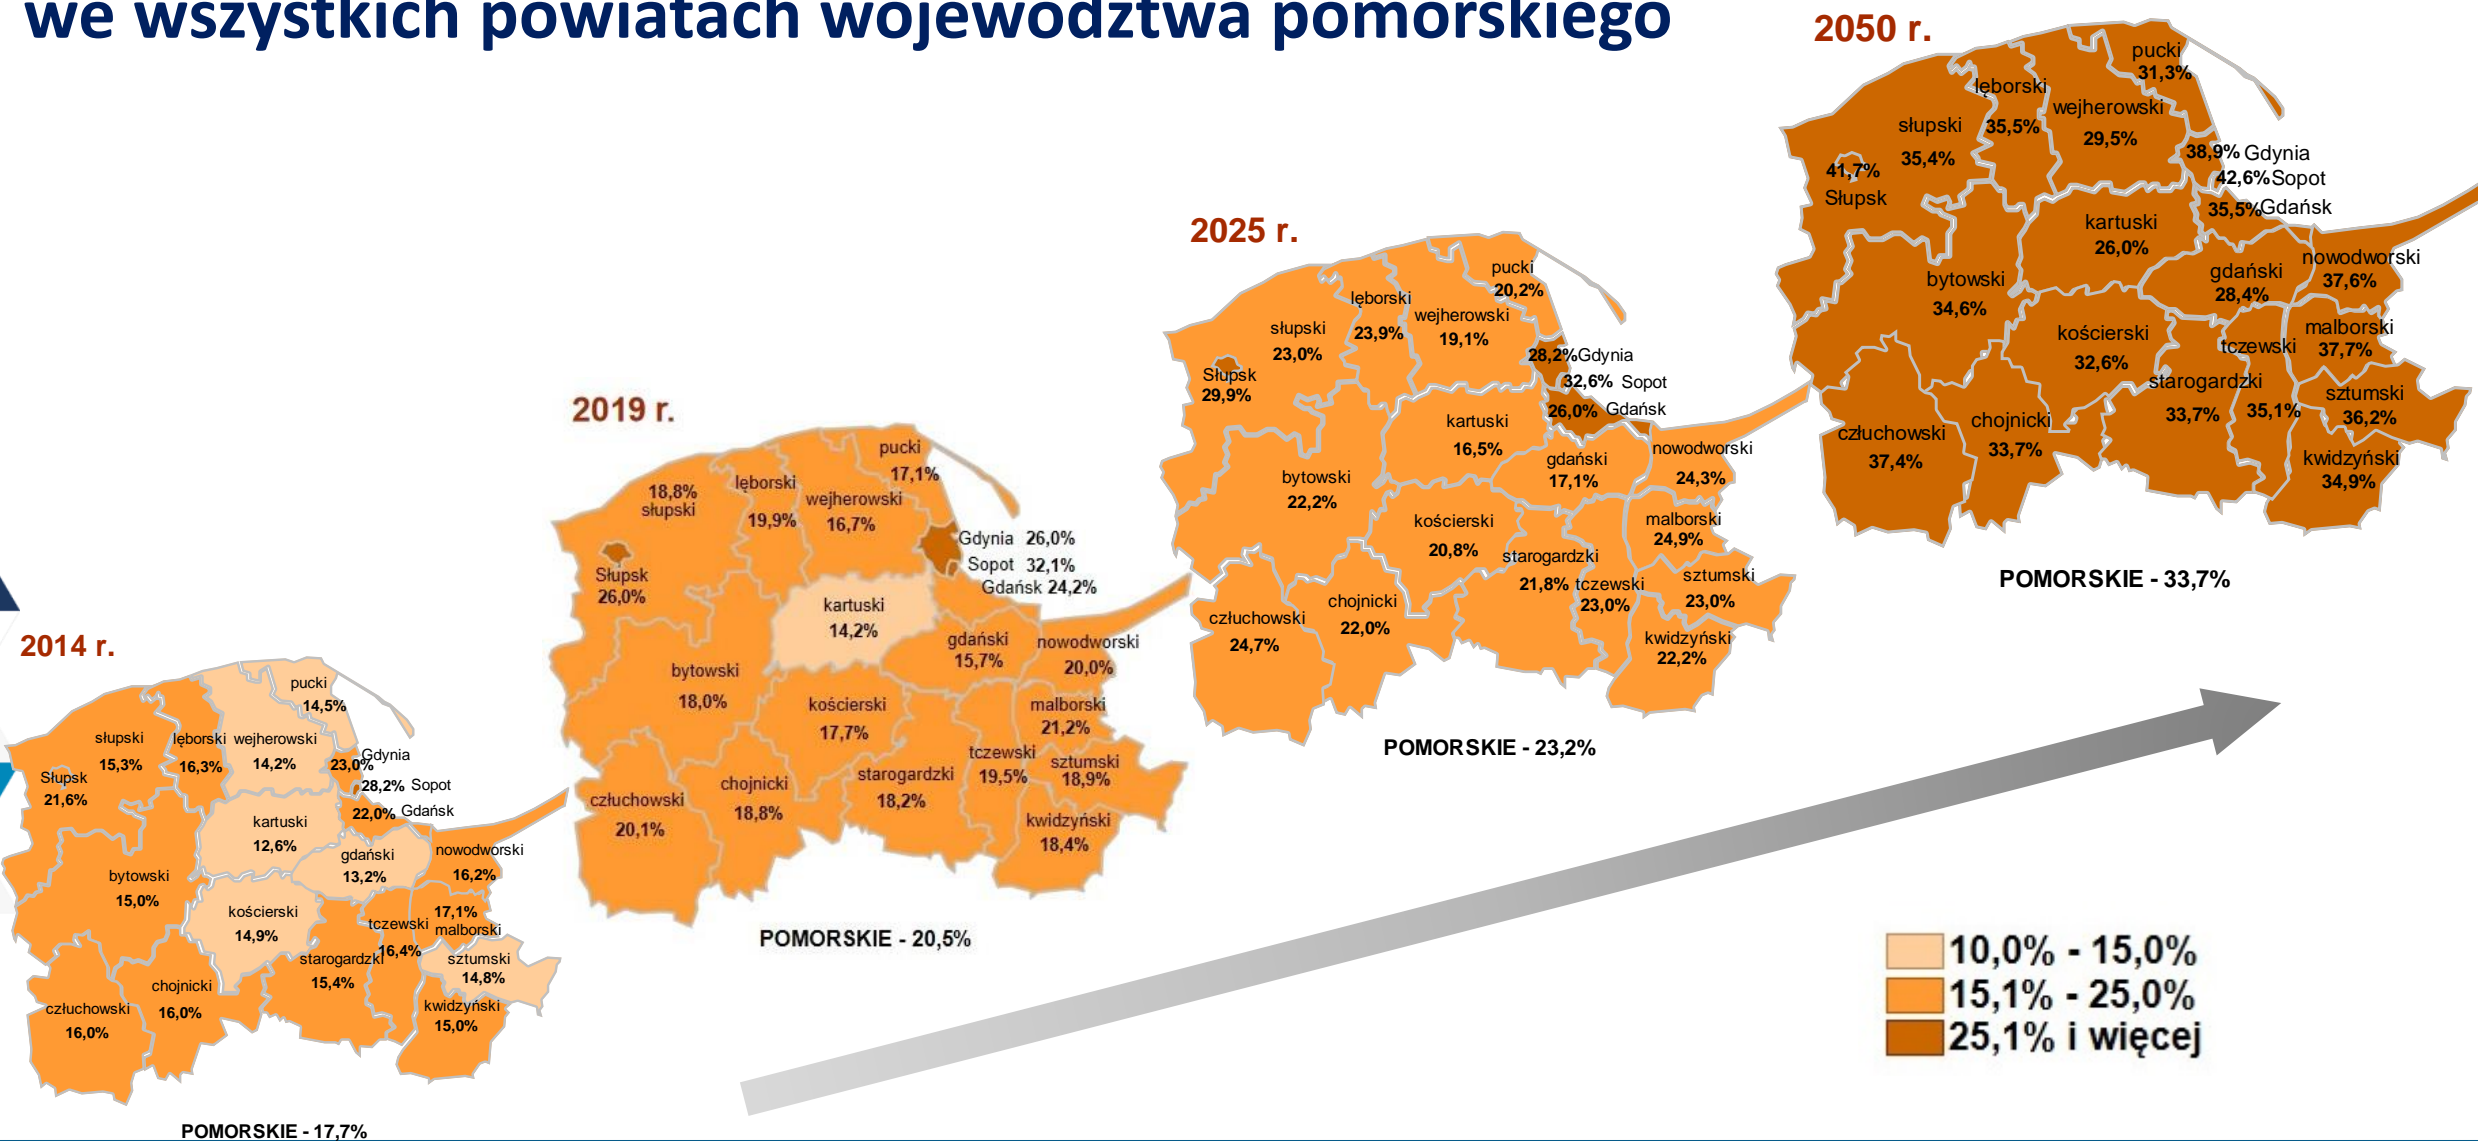 we wszystkich powiatach województwa pomorskiego
2014 r.
pucki
14,5%
słupski
15,3%
lęborski
16,3%
wejherowski
14,2%
Gdynia
23,0%
Słupsk
21,6%
28,2% Sopot
22,0% Gdańsk
kartuski
12,6%
gdański
13,2%
nowodworski
16,2%
bytowski
15,0%
kościerski
14,9%
17,1%
malborski
tczewski
16,4%
starogardzki
15,4%
sztumski
14,8%
chojnicki
16,0%
człuchowski
16,0%
kwidzyński
15,0%
POMORSKIE - 17,7%
2019 r.
pucki
17,1%
18,8%
słupski
lęborski
19,9%
wejherowski
16,7%
Gdynia 26,0%
Sopot 32,1%
Gdańsk 24,2%
Słupsk
26,0%
kartuski
14,2%
gdański
15,7%
nowodworski
20,0%
bytowski
18,0%
kościerski
17,7%
malborski
21,2%
tczewski
19,5%
sztumski
18,9%
starogardzki
18,2%
chojnicki
18,8%
człuchowski
20,1%
kwidzyński
18,4%
POMORSKIE - 20,5%
2025 r.
pucki
20,2%
lęborski
23,9%
wejherowski
19,1%
słupski
23,0%
28,2% Gdynia
32,6% Sopot
26,0% Gdańsk
Słupsk
29,9%
kartuski
16,5%
gdański
17,1%
nowodworski
24,3%
bytowski
22,2%
kościerski
20,8%
malborski
24,9%
starogardzki
21,8%
tczewski
23,0%
sztumski
23,0%
chojnicki
22,0%
człuchowski
24,7%
kwidzyński
22,2%
POMORSKIE - 23,2%
2050 r.
pucki
31,3%
lęborski
35,5%
wejherowski
29,5%
słupski
35,4%
38,9% Gdynia
42,6% Sopot
35,5% Gdańsk
41,7%
Słupsk
kartuski
26,0%
gdański
28,4%
nowodworski
37,6%
bytowski
34,6%
kościerski
32,6%
malborski
37,7%
tczewski
35,1%
starogardzki
33,7%
sztumski
36,2%
chojnicki
33,7%
człuchowski
37,4%
kwidzyński
34,9%
POMORSKIE - 33,7%
10,0% - 15,0%
15,1% - 25,0%
25,1% i więcej